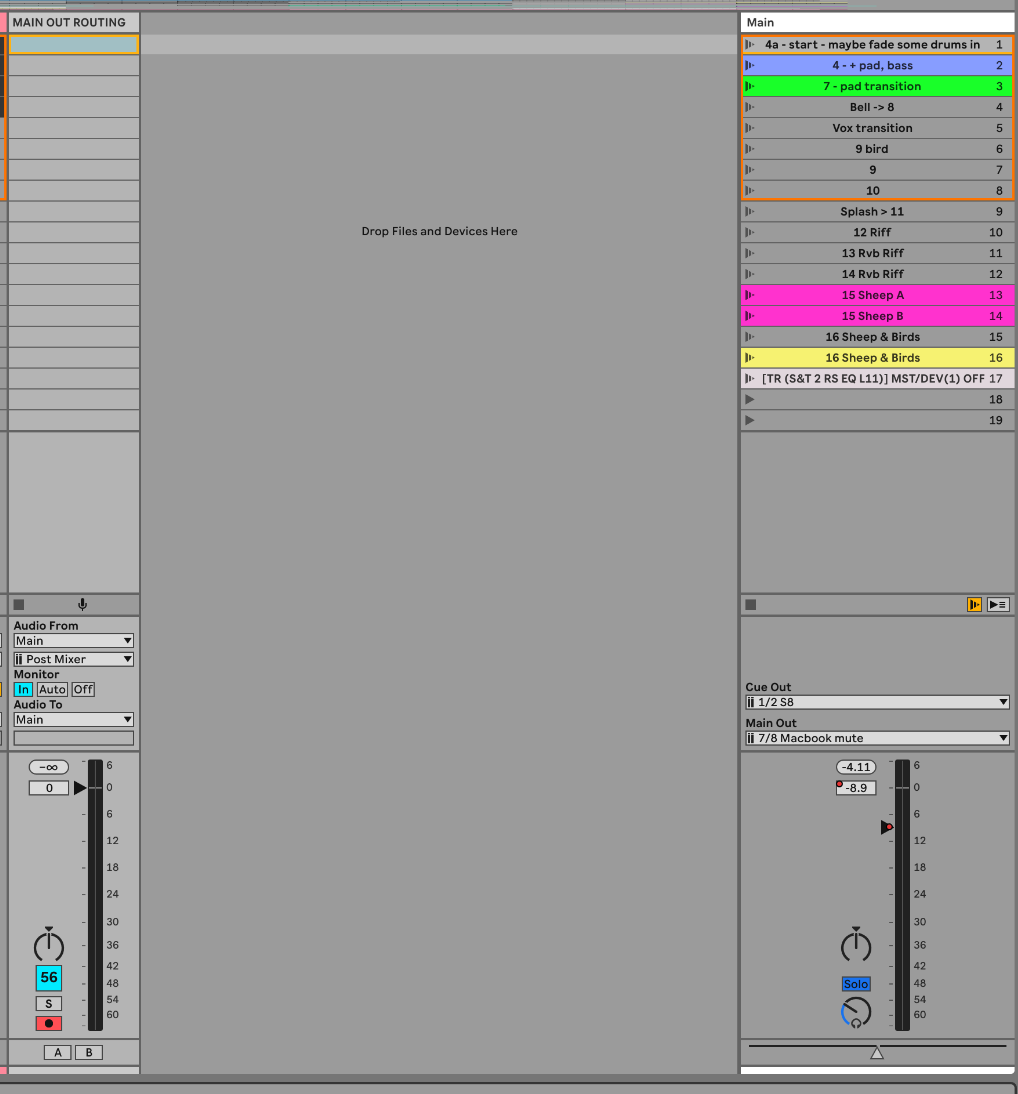 MAIN OUT ROUTING
Drop Files and Devices Here
Main
4a - start - maybe fade some drums in 1
4 - + pad, bass 2
7 - pad transition 3
Bell -> 8 4
Vox transition 5
9 bird 6
9 7
10 8
Splash > 11 9
12 Riff 10
13 Rvb Riff 11
14 Rvb Riff 12
15 Sheep A 13
15 Sheep B 14
16 Sheep & Birds 15
16 Sheep & Birds 16
[TR (S&T 2 RS EQ L11)] MST/DEV(1) OFF 17
18
19
Audio From
Main
Post Mixer
Monitor
In Auto Off
Audio To
Main
-∞
0
6
0
6
12
18
24
30
36
42
48
54
60
56
S
A B
Cue Out
1/2 S8
Main Out
7/8 Macbook mute
-4.11
-8.9
6
0
6
12
18
24
30
36
42
48
54
60
Solo